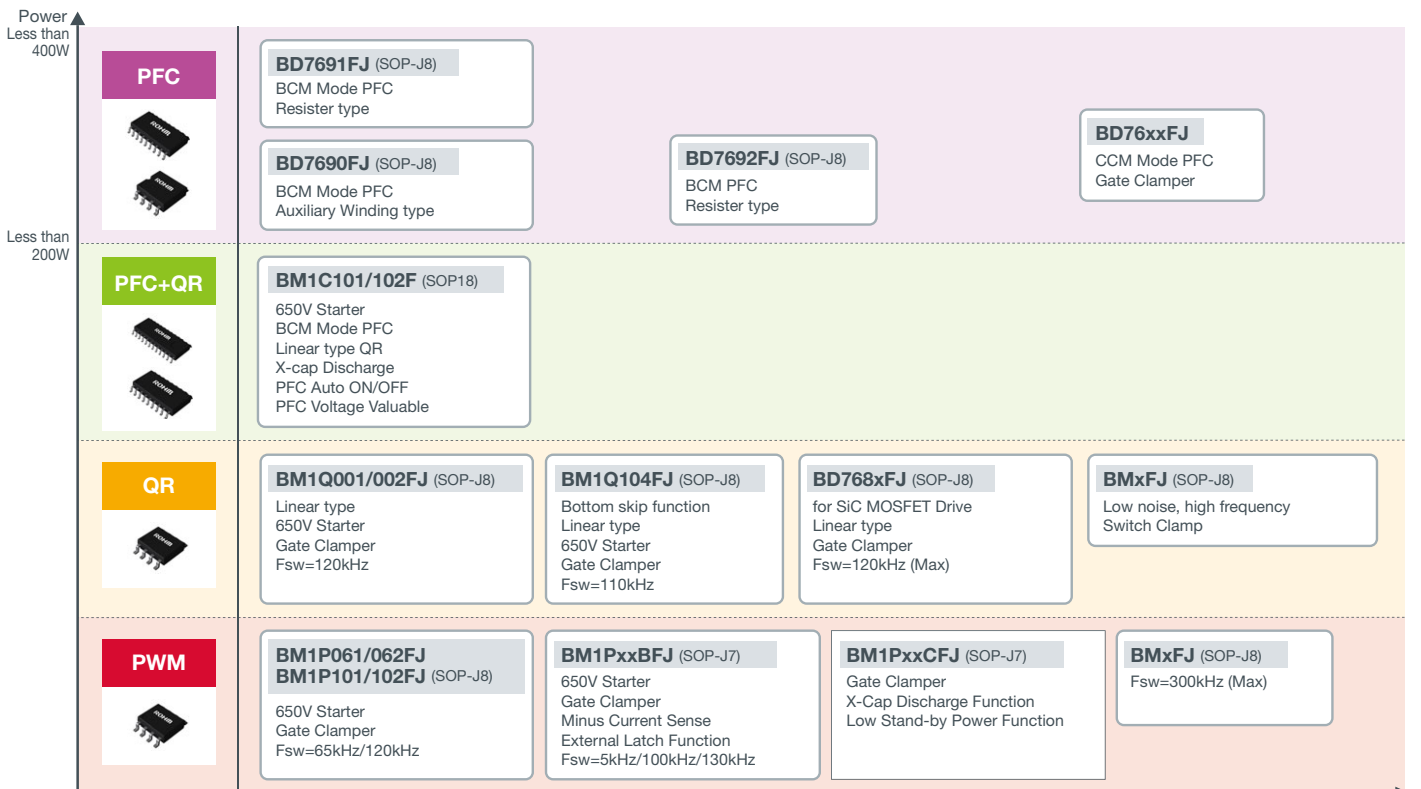 Power
Less than
400W
PFC
ROHM
ROHM
BD7691FJ (SOP-J8)
BCM Mode PFC
Resister type
BD7690FJ (SOP-J8)
BCM Mode PFC
Auxiliary Winding type
BD7692FJ (SOP-J8)
BCM PFC
Resister type
BD76xxFJ
CCM Mode PFC
Gate Clamper
Less than
200W
PFC+QR
ROHM
ROHM
BM1C101/102F (SOP18)
650V Starter
BCM Mode PFC
Linear type QR
X-cap Discharge
PFC Auto ON/OFF
PFC Voltage Valuable
QR
ROHM
BM1Q001/002FJ (SOP-J8)
Linear type
650V Starter
Gate Clamper
Fsw=120kHz
BM1Q104FJ (SOP-J8)
Bottom skip function
Linear type
650V Starter
Gate Clamper
Fsw=110kHz
BD768xFJ (SOP-J8)
for SiC MOSFET Drive
Linear type
Gate Clamper
Fsw=120kHz (Max)
BMxFJ (SOP-J8)
Low noise, high frequency
Switch Clamp
PWM
ROHM
BM1P061/062FJ
BM1P101/102FJ (SOP-J8)
650V Starter
Gate Clamper
Fsw=65kHz/120kHz
BM1PxxBFJ (SOP-J7)
650V Starter
Gate Clamper
Minus Current Sense
External Latch Function
Fsw=5kHz/100kHz/130kHz
BM1PxxCFJ (SOP-J7)
Gate Clamper
X-Cap Discharge Function
Low Stand-by Power Function
BMxFJ (SOP-J8)
Fsw=300kHz (Max)